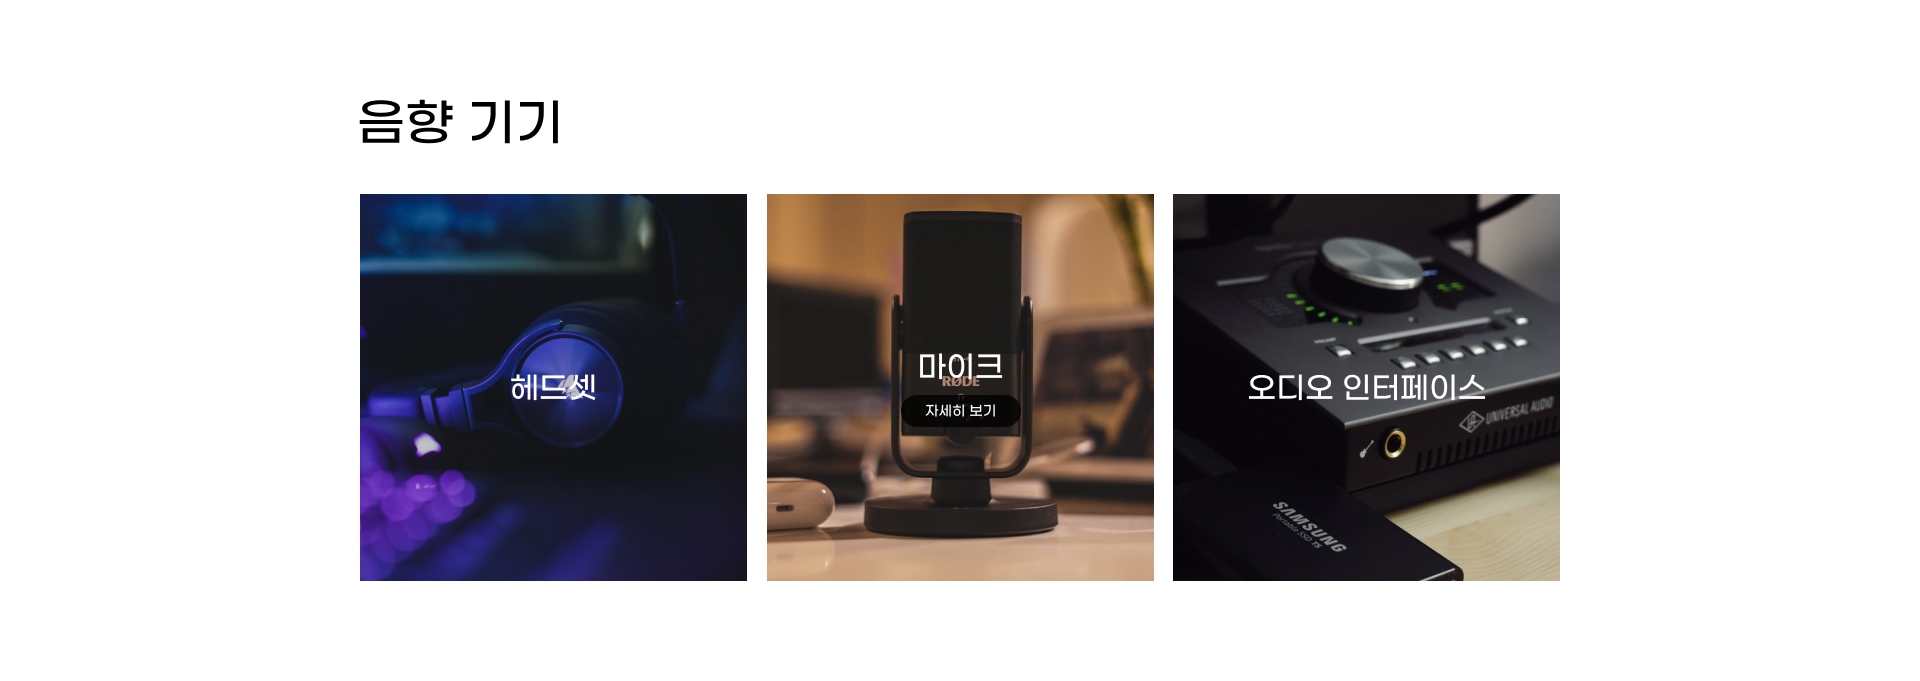 음향 기기
헤드셋
마이크
RØDE
자세히 보기
오디오 인터페이스
UNIVERSAL AUDIO
SAMSUNG
Portable SSD T5